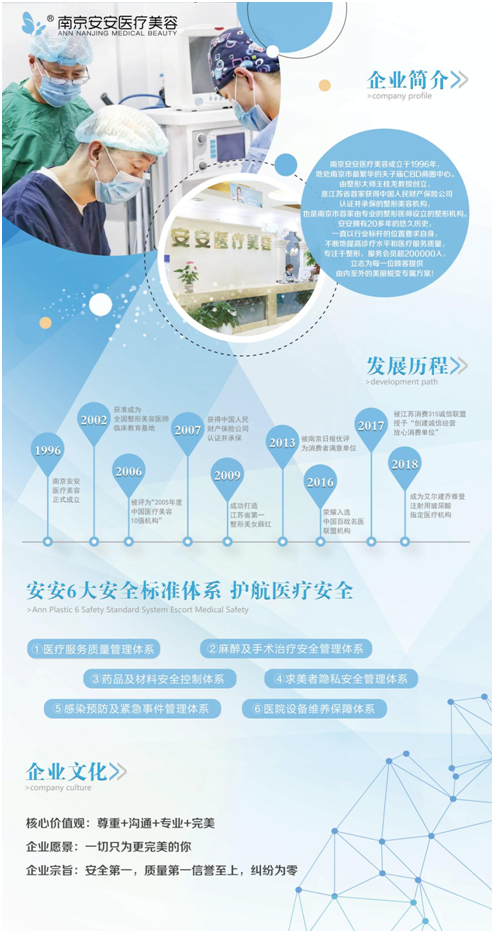 ® 南京安安医疗美容
ANN NANJING MEDICAL BEAUTY
企业简介
>company profile
南京安安医疗美容成立于1996年，
地处南京市最繁华的夫子庙CBD商圈中心。
由整形大师王桂龙教授创立，
是江苏省首家获得中国人民财产保险公司
认证并承保的整形美容机构，
也是南京市首家由专业的整形医师设立的整形机构。
安安拥有20多年的悠久历史，
一直以行业标杆的位置要求自身，
不断地提高诊疗水平和医疗服务质量，
专注于整形，服务会员超200000人，
立志为每一位顾客提供
由内至外的美丽蜕变专属方案！
安安医疗美容
发展历程
>development path
1996
南京安安
医疗美容
正式成立
2002
获准成为
全国整形美容医师
临床教育基地
2006
被评为“2005年度
中国医疗美容
10强机构”
2007
获得中国人民
财产保险公司
认证并承保
2009
成功打造
江苏省第一
整形美女薛红
2013
被南京日报优评
为消费者满意单位
2016
荣耀入选
中国百战名医
联盟机构
2017
被江苏消费315诚信联盟
授予“创建诚信经营
放心消费单位”
2018
成为艾尔建乔雅登
注射用玻尿酸
指定医疗机构
安安6大安全标准体系 护航医疗安全
>Ann Plastic 6 Safety Standard System Escort Medical Safety
①医疗服务质量管理体系
②麻醉及手术治疗安全管理体系
③药品及材料安全控制体系
④求美者隐私安全管理体系
⑤感染预防及紧急事件管理体系
⑥医院设备维养保障体系
企业文化
>company culture
核心价值观：尊重+沟通+专业+完美
企业愿景：一切只为更完美的你
企业宗旨：安全第一，质量第一信誉至上，纠纷为零